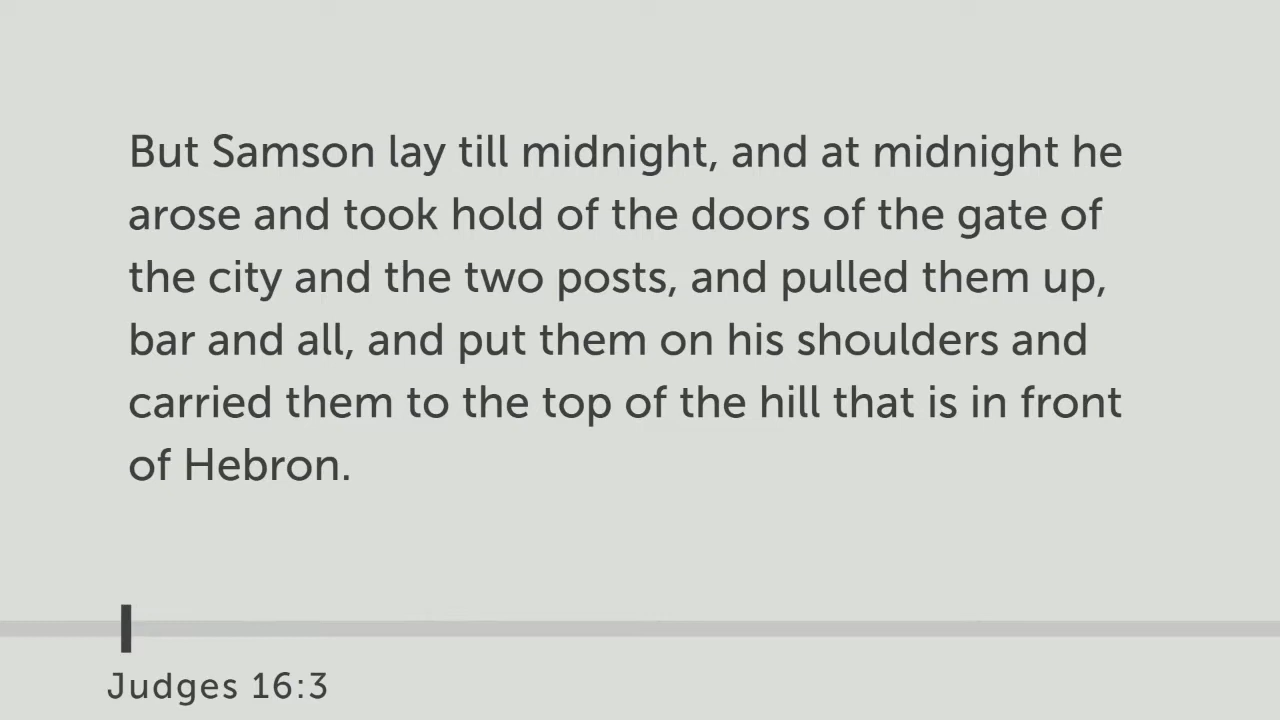 But Samson lay till midnight, and at midnight he
arose and took hold of the doors of the gate of
the city and the two posts, and pulled them up,
bar and all, and put them on his shoulders and
carried them to the top of the hill that is in front
of Hebron.
Judges 16:3